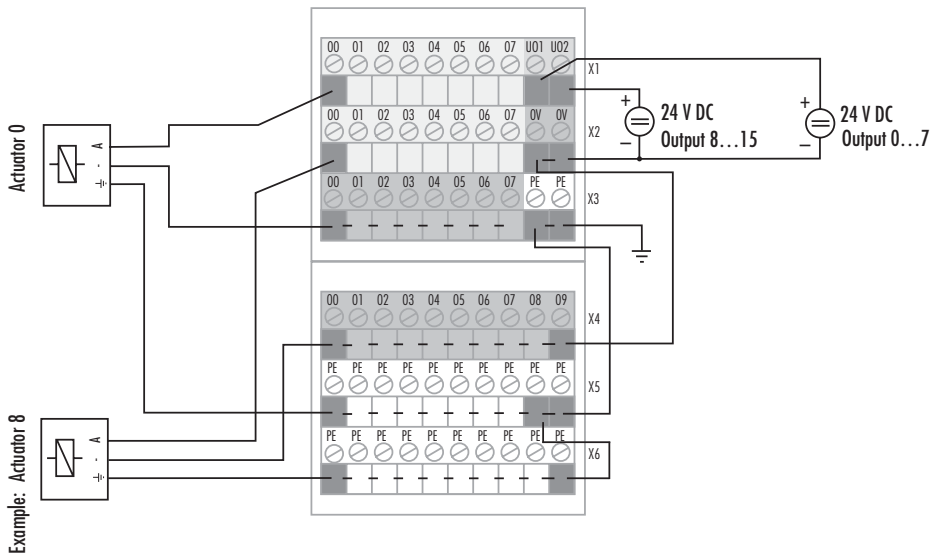 00 01 02 03 04 05 06 07 UO1 UO2
X1
00 01 02 03 04 05 06 07 0V 0V
X2
00 01 02 03 04 05 06 07 PE PE
X3
+
24 V DC
Output 8...15
–
+
24 V DC
Output 0...7
–
Actuator 0
A
-
00 01 02 03 04 05 06 07 08 09
X4
PE PE PE PE PE PE PE PE PE PE
X5
PE PE PE PE PE PE PE PE PE PE
X6
Example: Actuator 8
A
-